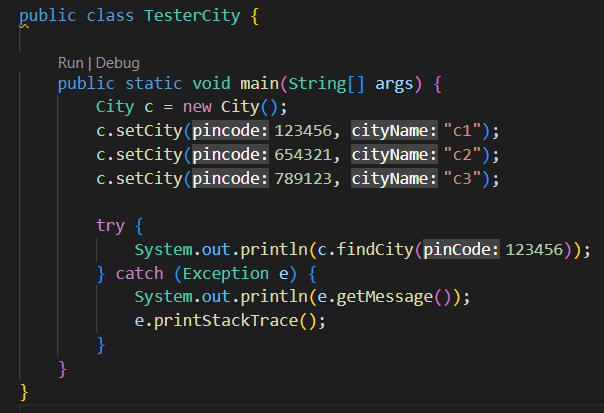 public class TesterCity {
Run | Debug
public static void main(String[] args) {
City c = new City();
c.setCity(pincode: 123456, cityName: "c1");
c.setCity(pincode: 654321, cityName: "c2");
c.setCity(pincode: 789123, cityName: "c3");
try {
System.out.println(c.findCity(pinCode: 123456));
} catch (Exception e) {
System.out.println(e.getMessage());
e.printStackTrace();
}
}
}